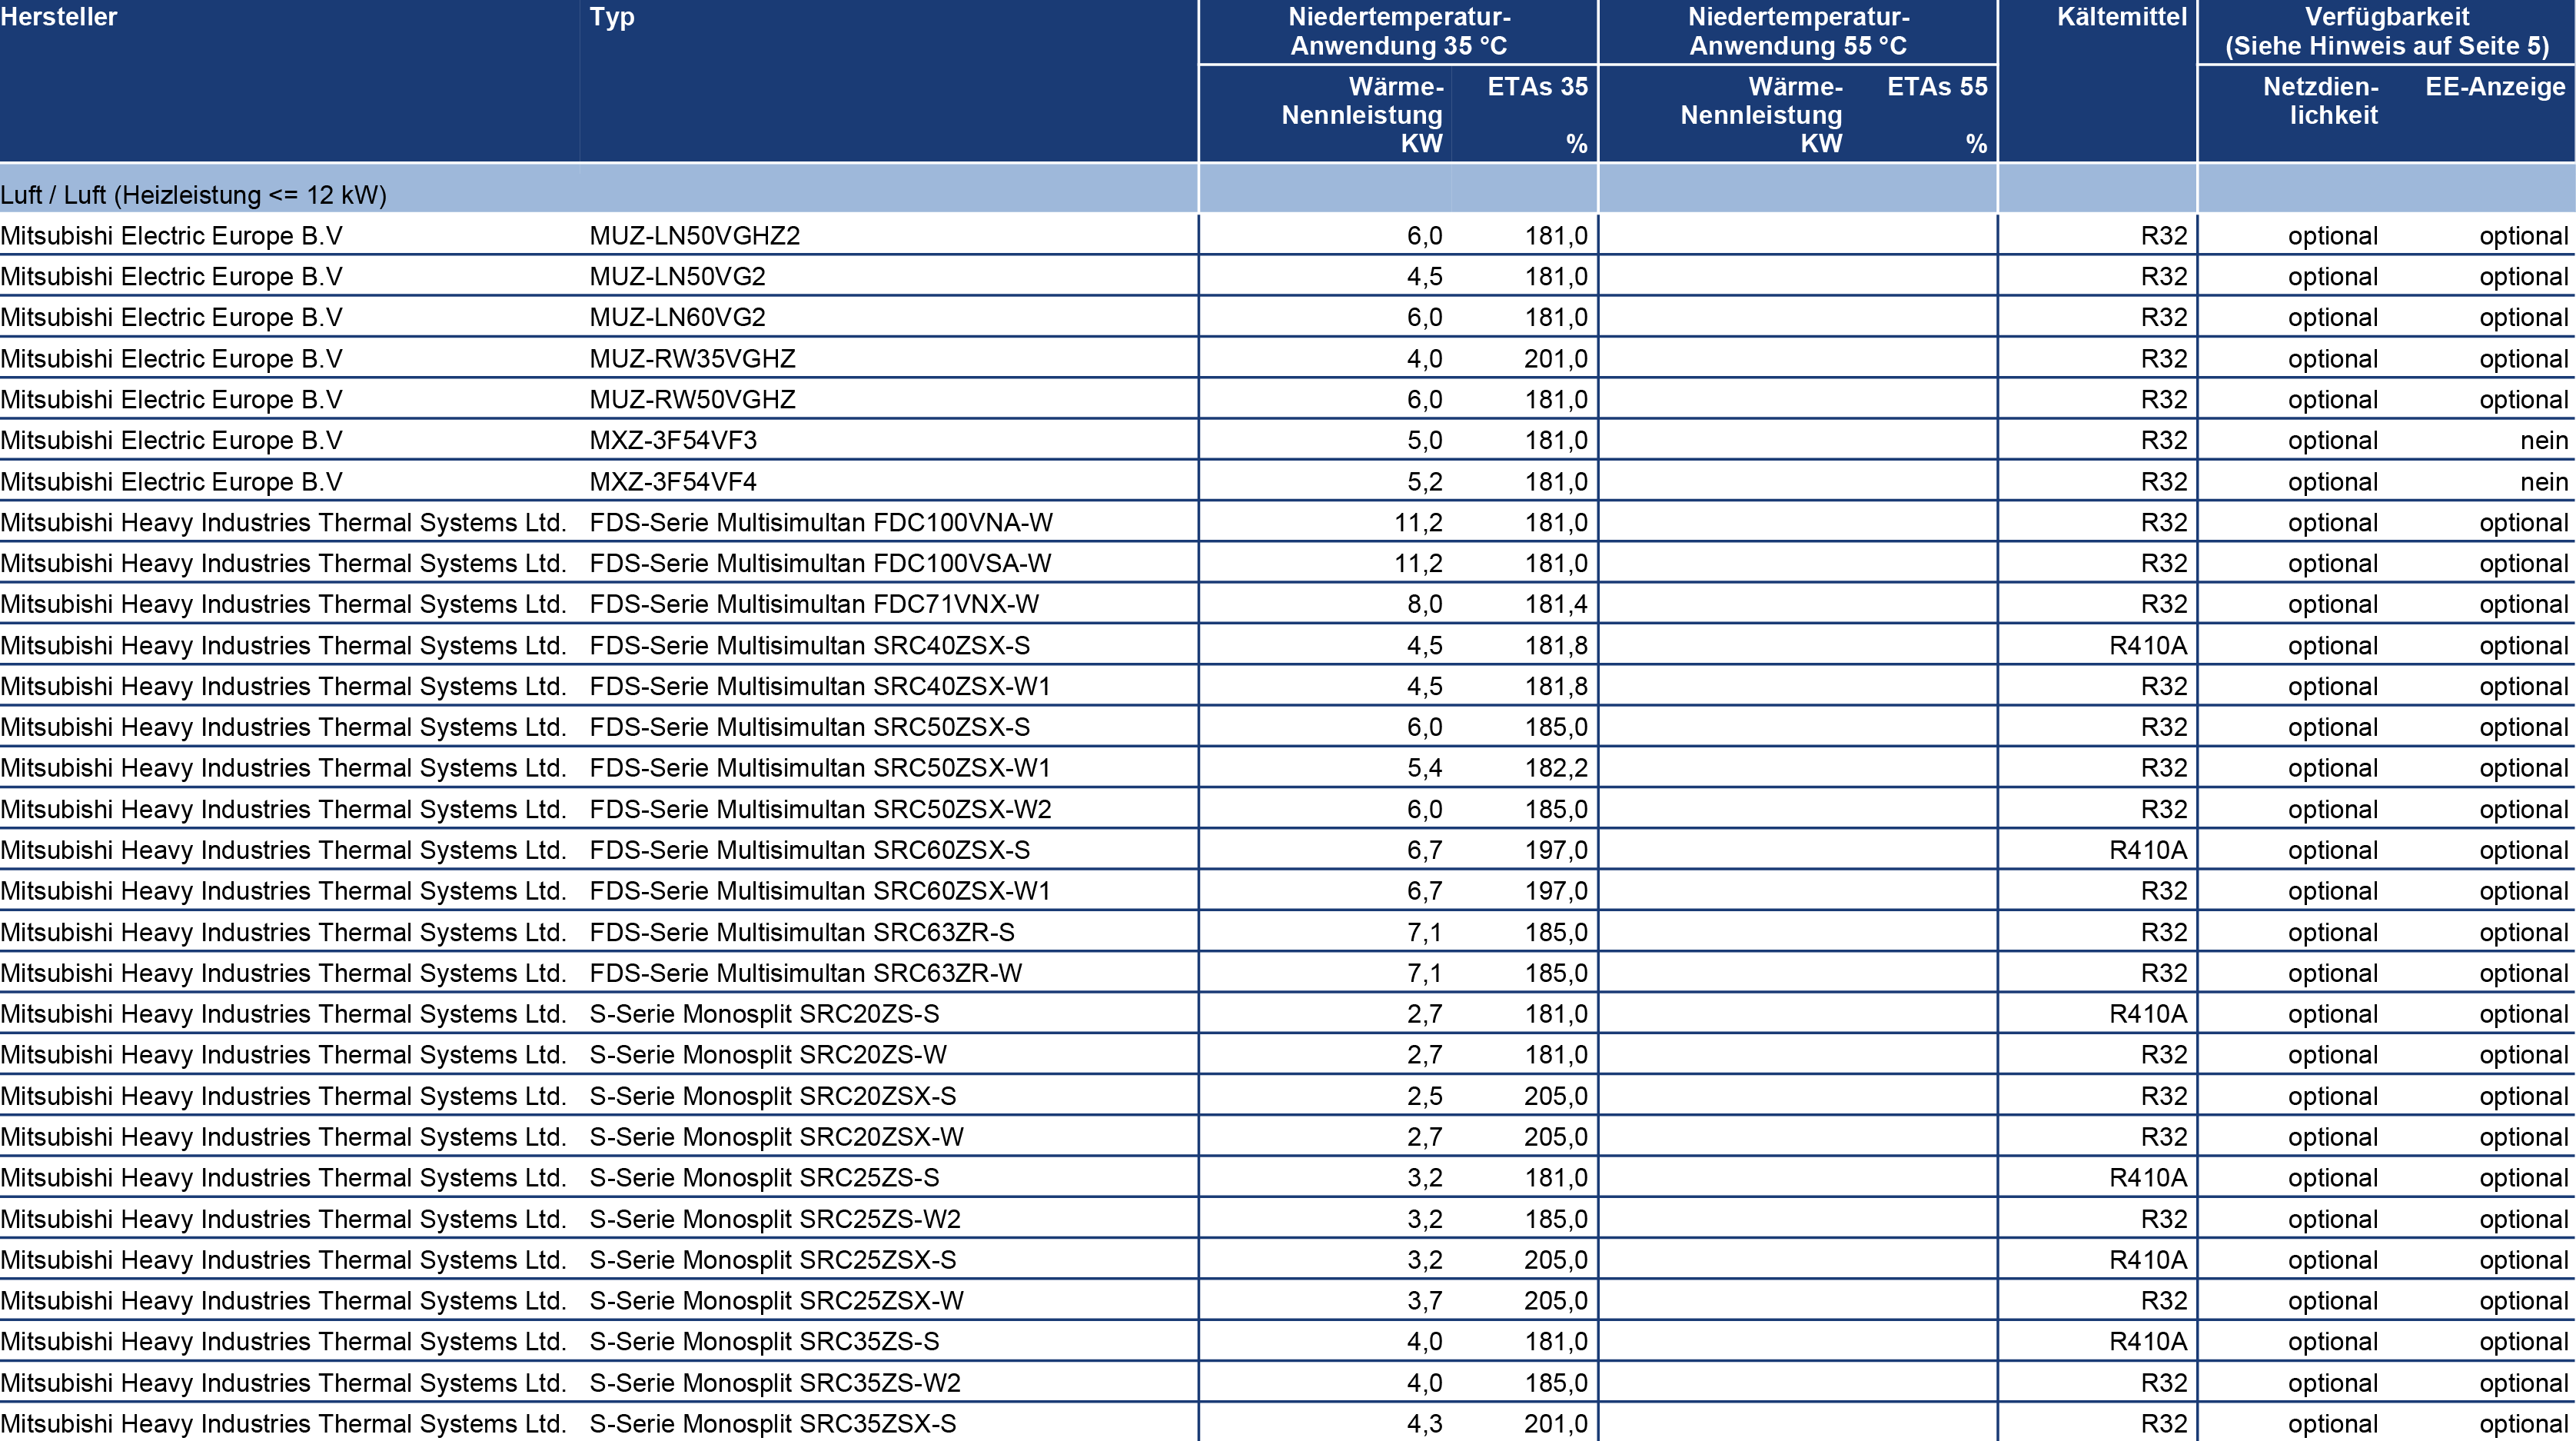 Hersteller Typ Niedertemperatur- Niedertemperatur- Kältemittel Verfügbarkeit
Anwendung 35 °C Anwendung 55 °C (Siehe Hinweis auf Seite 5)
Wärme- ETAs 35 Wärme- ETAs 55 Netzdien- EE-Anzeige
Nennleistung Nennleistung lichkeit
KW % KW %
Luft / Luft (Heizleistung <= 12 kW)
Mitsubishi Electric Europe B.V MUZ-LN50VGHZ2 6,0 181,0 R32 optional optional
Mitsubishi Electric Europe B.V MUZ-LN50VG2 4,5 181,0 R32 optional optional
Mitsubishi Electric Europe B.V MUZ-LN60VG2 6,0 181,0 R32 optional optional
Mitsubishi Electric Europe B.V MUZ-RW35VGHZ 4,0 201,0 R32 optional optional
Mitsubishi Electric Europe B.V MUZ-RW50VGHZ 6,0 181,0 R32 optional optional
Mitsubishi Electric Europe B.V MXZ-3F54VF3 5,0 181,0 R32 optional nein
Mitsubishi Electric Europe B.V MXZ-3F54VF4 5,2 181,0 R32 optional nein
Mitsubishi Heavy Industries Thermal Systems Ltd. FDS-Serie Multisimultan FDC100VNA-W 11,2 181,0 R32 optional optional
Mitsubishi Heavy Industries Thermal Systems Ltd. FDS-Serie Multisimultan FDC100VSA-W 11,2 181,0 R32 optional optional
Mitsubishi Heavy Industries Thermal Systems Ltd. FDS-Serie Multisimultan FDC71VNX-W 8,0 181,4 R32 optional optional
Mitsubishi Heavy Industries Thermal Systems Ltd. FDS-Serie Multisimultan SRC40ZSX-S 4,5 181,8 R410A optional optional
Mitsubishi Heavy Industries Thermal Systems Ltd. FDS-Serie Multisimultan SRC40ZSX-W1 4,5 181,8 R32 optional optional
Mitsubishi Heavy Industries Thermal Systems Ltd. FDS-Serie Multisimultan SRC50ZSX-S 6,0 185,0 R32 optional optional
Mitsubishi Heavy Industries Thermal Systems Ltd. FDS-Serie Multisimultan SRC50ZSX-W1 5,4 182,2 R32 optional optional
Mitsubishi Heavy Industries Thermal Systems Ltd. FDS-Serie Multisimultan SRC50ZSX-W2 6,0 185,0 R32 optional optional
Mitsubishi Heavy Industries Thermal Systems Ltd. FDS-Serie Multisimultan SRC60ZSX-S 6,7 197,0 R410A optional optional
Mitsubishi Heavy Industries Thermal Systems Ltd. FDS-Serie Multisimultan SRC60ZSX-W1 6,7 197,0 R32 optional optional
Mitsubishi Heavy Industries Thermal Systems Ltd. FDS-Serie Multisimultan SRC63ZR-S 7,1 185,0 R32 optional optional
Mitsubishi Heavy Industries Thermal Systems Ltd. FDS-Serie Multisimultan SRC63ZR-W 7,1 185,0 R32 optional optional
Mitsubishi Heavy Industries Thermal Systems Ltd. S-Serie Monosplit SRC20ZS-S 2,7 181,0 R410A optional optional
Mitsubishi Heavy Industries Thermal Systems Ltd. S-Serie Monosplit SRC20ZS-W 2,7 181,0 R32 optional optional
Mitsubishi Heavy Industries Thermal Systems Ltd. S-Serie Monosplit SRC20ZSX-S 2,5 205,0 R32 optional optional
Mitsubishi Heavy Industries Thermal Systems Ltd. S-Serie Monosplit SRC20ZSX-W 2,7 205,0 R32 optional optional
Mitsubishi Heavy Industries Thermal Systems Ltd. S-Serie Monosplit SRC25ZS-S 3,2 181,0 R410A optional optional
Mitsubishi Heavy Industries Thermal Systems Ltd. S-Serie Monosplit SRC25ZS-W2 3,2 185,0 R32 optional optional
Mitsubishi Heavy Industries Thermal Systems Ltd. S-Serie Monosplit SRC25ZSX-S 3,2 205,0 R410A optional optional
Mitsubishi Heavy Industries Thermal Systems Ltd. S-Serie Monosplit SRC25ZSX-W 3,7 205,0 R32 optional optional
Mitsubishi Heavy Industries Thermal Systems Ltd. S-Serie Monosplit SRC35ZS-S 4,0 181,0 R410A optional optional
Mitsubishi Heavy Industries Thermal Systems Ltd. S-Serie Monosplit SRC35ZS-W2 4,0 185,0 R32 optional optional
Mitsubishi Heavy Industries Thermal Systems Ltd. S-Serie Monosplit SRC35ZSX-S 4,3 201,0 R32 optional optional